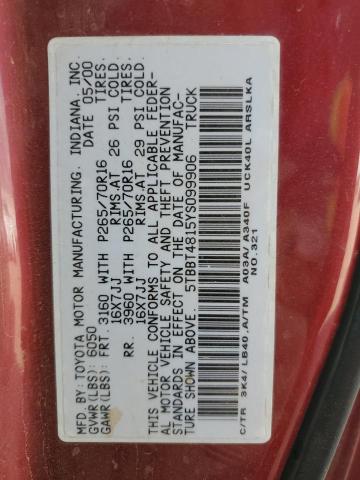 MFD.BY: TOYOTA MOTOR MANUFACTURING, INDIANA, INC.
GVWR(LBS): 6050 DATE 05/00
GAWR(LBS): FRT. 3160 WITH P265/70R16 TIRES.
16X7JJ RIMS.AT 26 PSI COLD.
RR. 3960 WITH P265/70R16 TIRES.
16X7JJ RIMS.AT 29 PSI COLD.
THIS VEHICLE CONFORMS TO ALL APPLICABLE FEDER-
AL MOTOR VEHICLE SAFETY AND THEFT PREVENTION
STANDARDS IN EFFECT ON THE DATE OF MANUFAC-
TURE SHOWN ABOVE. TRUCK
5TBBT4815YS099906
C/TR 3K4/LB40,A/TM A03A/A340F UCK40L ARSLKA
NO.321